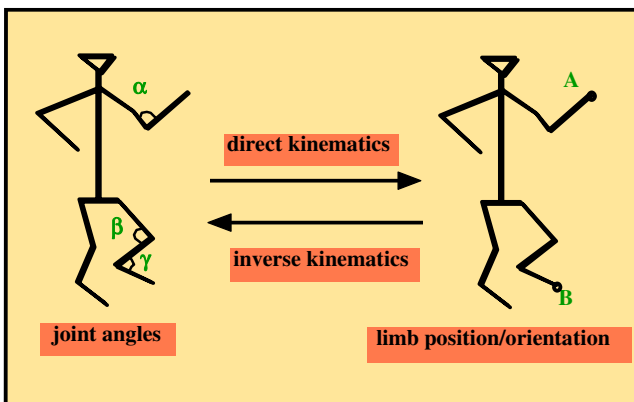 α
A
direct kinematics
β
γ
inverse kinematics
B
joint angles
limb position/orientation